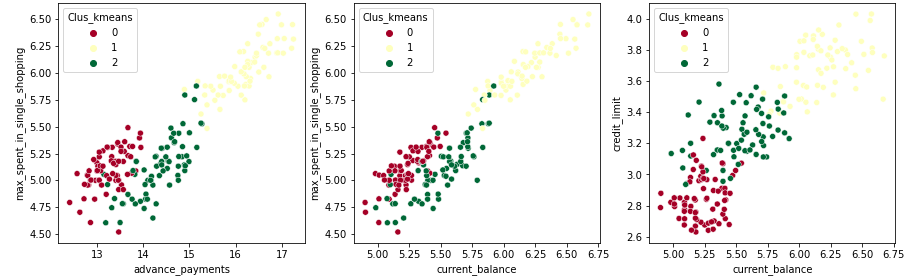 Clus_kmeans
0
1
2
6.50
6.25
6.00
5.75
5.50
5.25
5.00
4.75
4.50
max_spent_in_single_shopping
13 14 15 16 17
advance_payments
Clus_kmeans
0
1
2
6.50
6.25
6.00
5.75
5.50
5.25
5.00
4.75
4.50
max_spent_in_single_shopping
5.00 5.25 5.50 5.75 6.00 6.25 6.50 6.75
current_balance
Clus_kmeans
0
1
2
4.0
3.8
3.6
3.4
3.2
3.0
2.8
2.6
credit_limit
5.00 5.25 5.50 5.75 6.00 6.25 6.50 6.75
current_balance